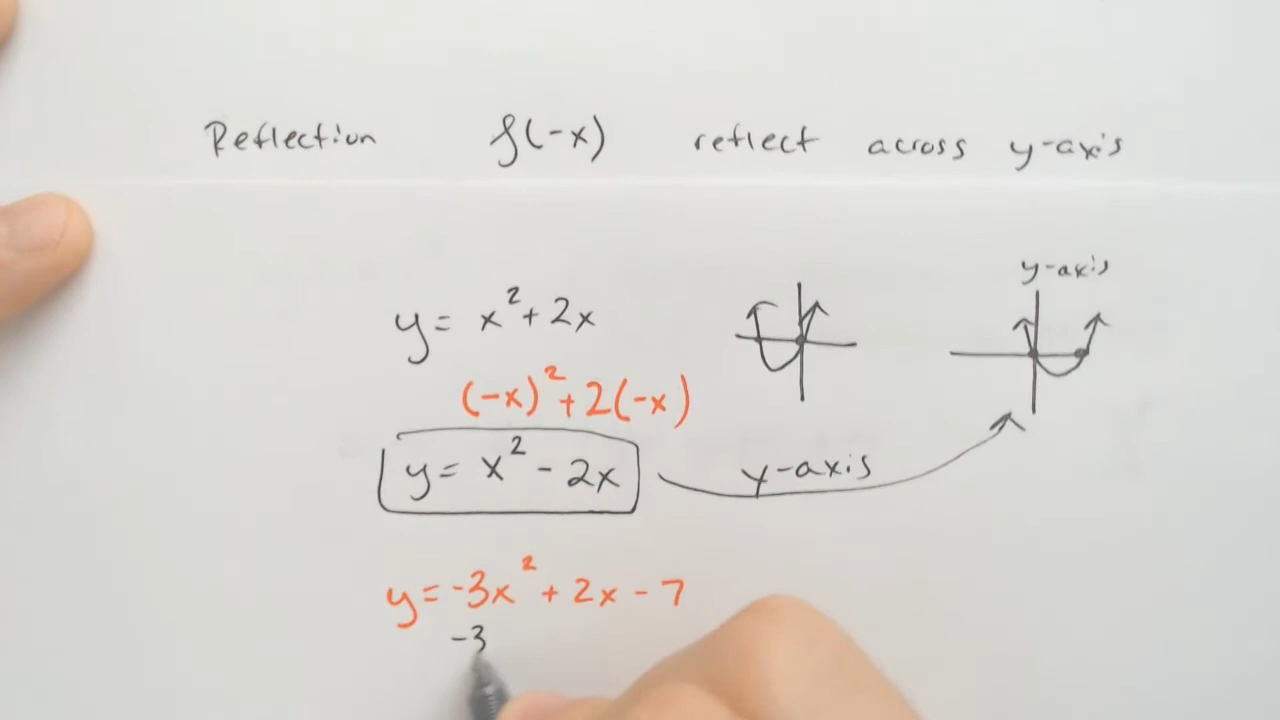 Reflection f(-x) reflect across y-axis
y-axis
y = x² + 2x
(-x)² + 2(-x)
y = x² - 2x y-axis
y = -3x² + 2x - 7
-3